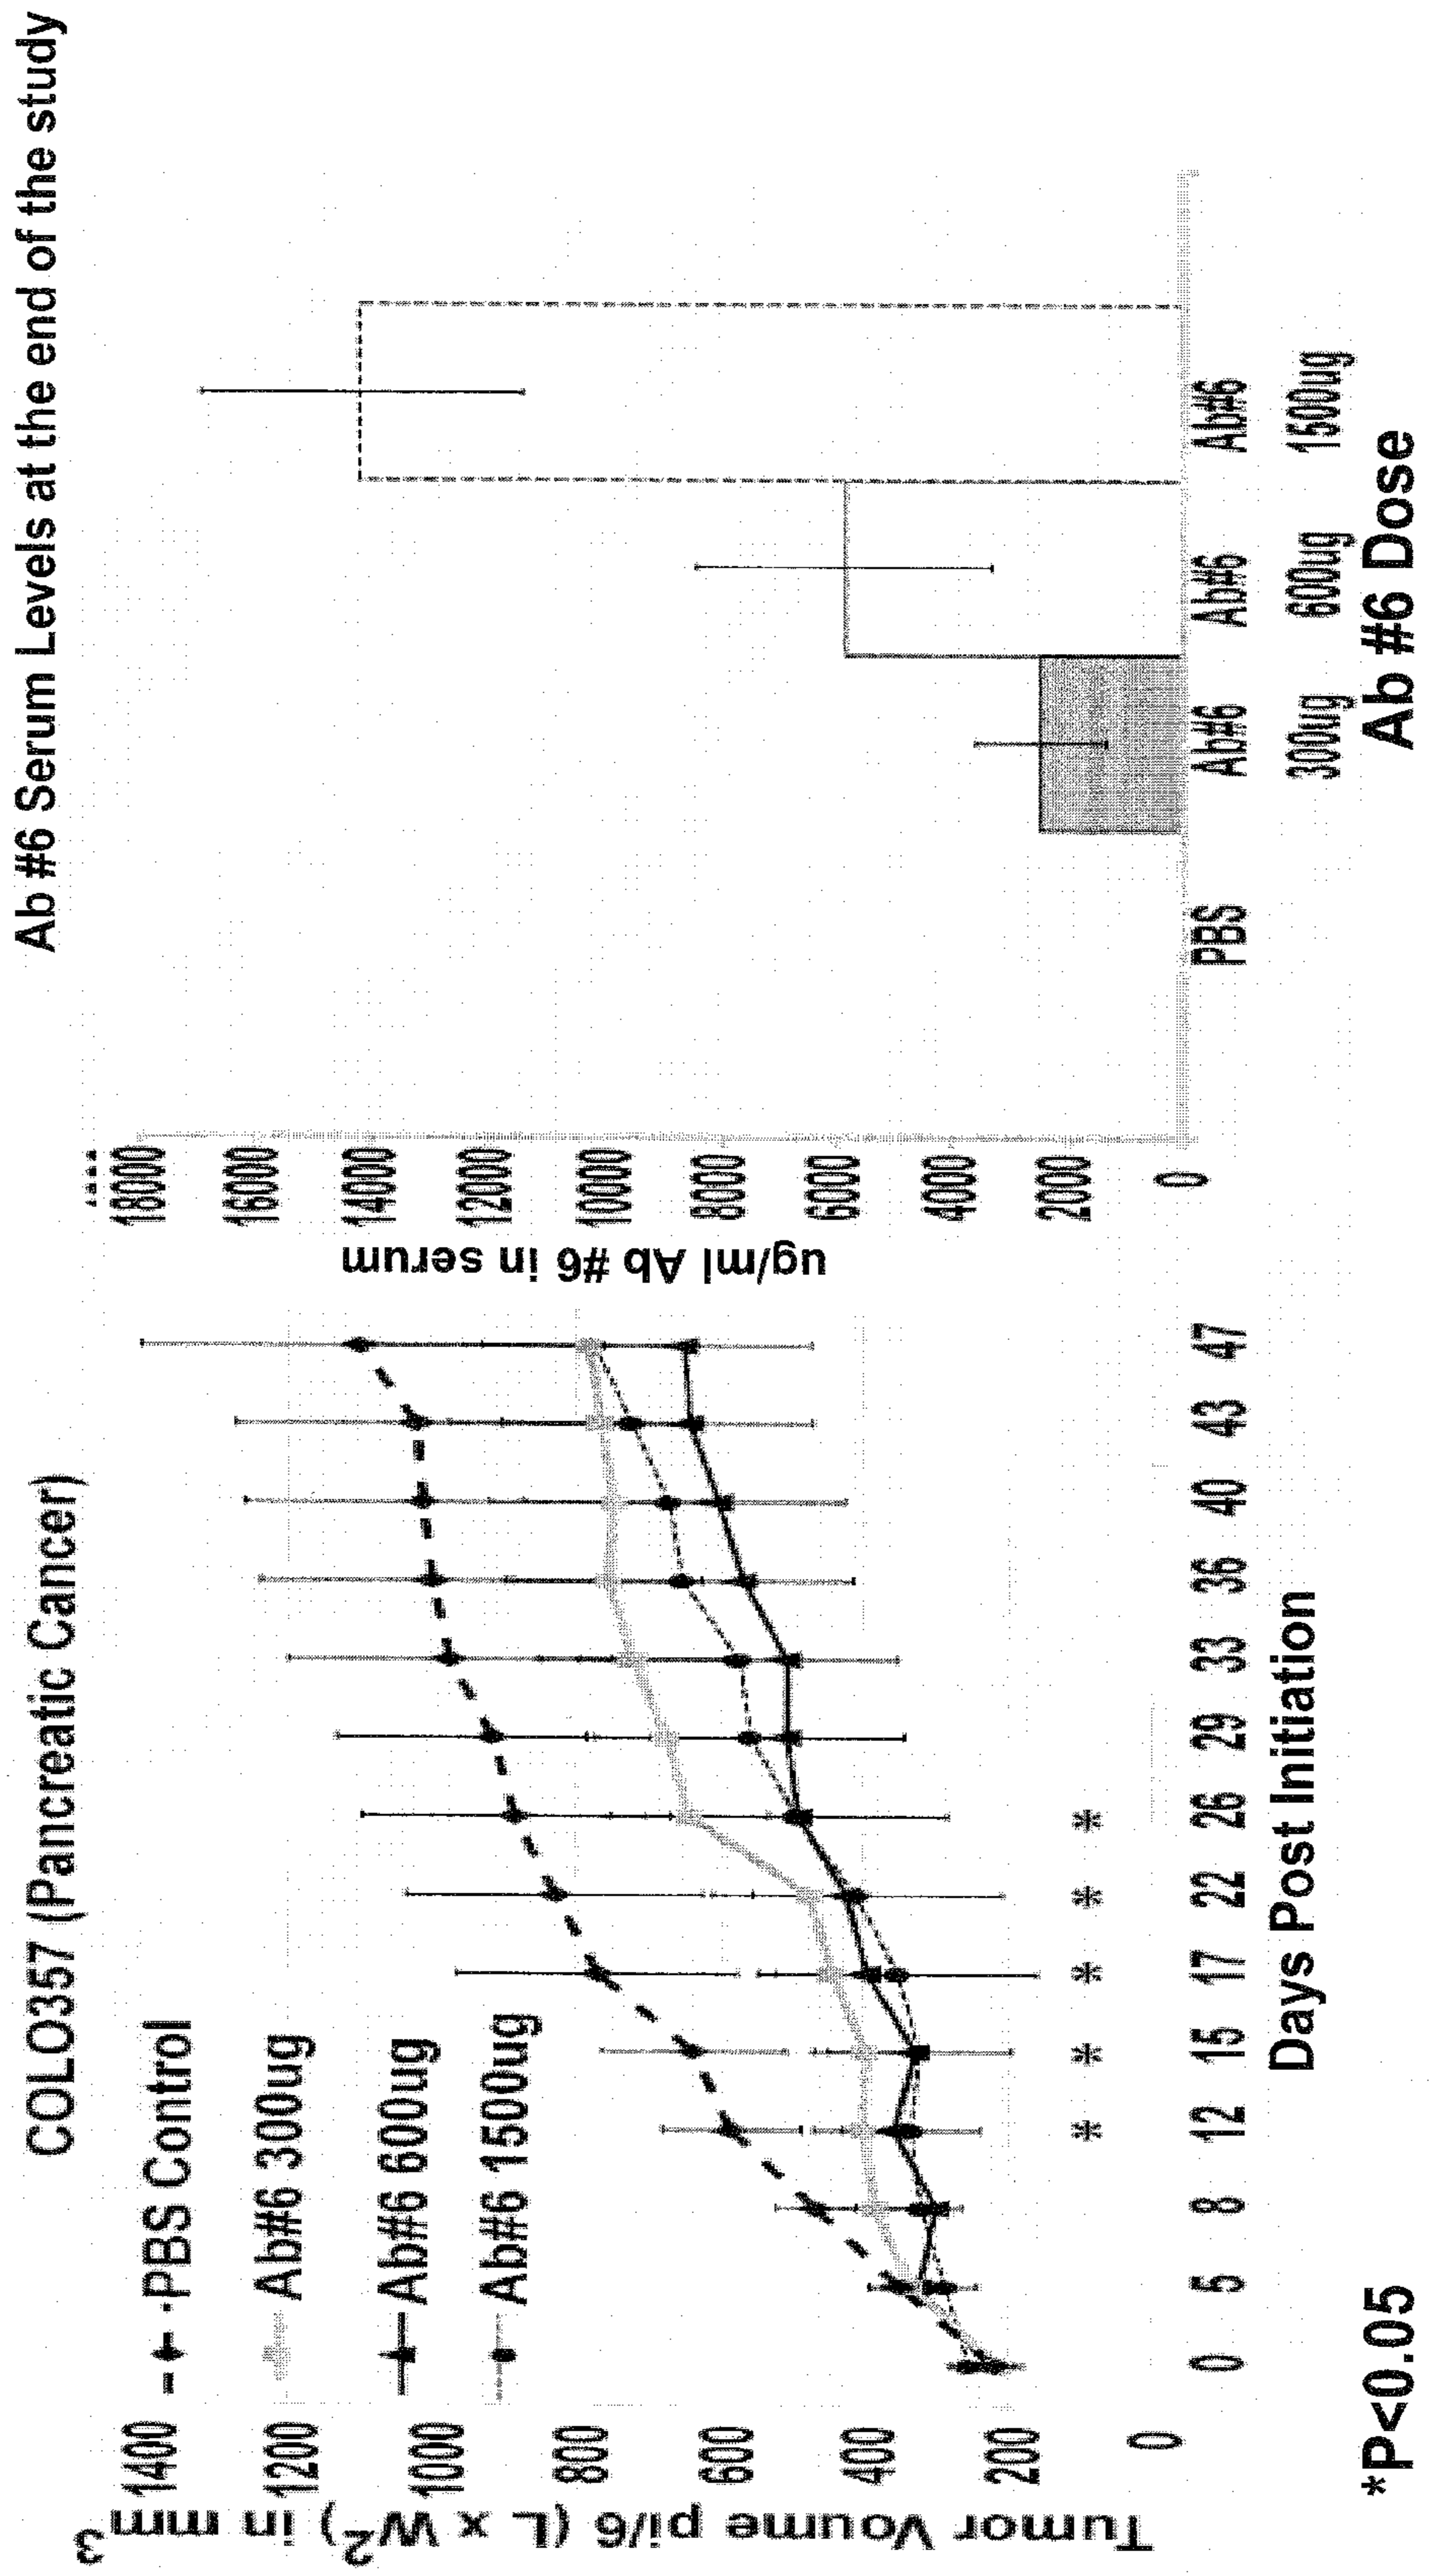 COLO357 (Pancreatic Cancer)
Tumor Voume pi/6 (L x W²) in mm³
1400
1200
1000
800
600
400
200
0
PBS Control
Ab#6 300ug
Ab#6 600ug
Ab#6 1500ug
* * * * *
0 5 8 12 15 17 22 26 29 33 36 40 43 47
Days Post Initiation
*P<0.05
Ab #6 Serum Levels at the end of the study
ug/ml Ab #6 in serum
18000
16000
14000
12000
10000
8000
6000
4000
2000
0
PBS Ab#6 Ab#6 Ab#6
300ug 600ug 1500ug
Ab #6 Dose